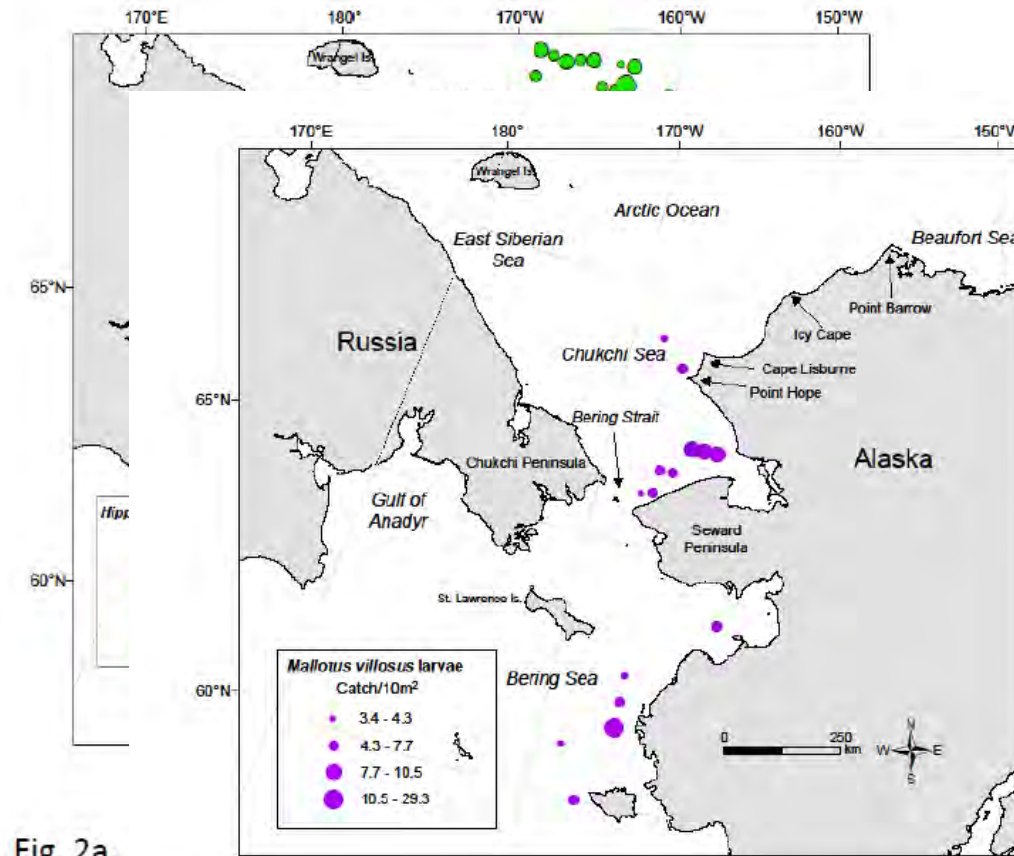 170°E 180° 170°W 160°W 150°W
Wrangel Is.
65°N
60°N
Hipp
170°E 180° 170°W 160°W 150°W
Wrangel Is.
Arctic Ocean
Beaufort Sea
East Siberian
Sea
Point Barrow
Icy Cape
Russia
Chukchi Sea
Cape Lisburne
Point Hope
65°N
Bering Strait
Alaska
Chukchi Peninsula
Gulf of
Anadyr
Seward
Peninsula
St. Lawrence Is.
Mallotus villosus larvae
Catch/10m²
3.4 - 4.3
4.3 - 7.7
7.7 - 10.5
10.5 - 29.3
Bering Sea
60°N
0 250
km
N
W E
S
Fig. 2a